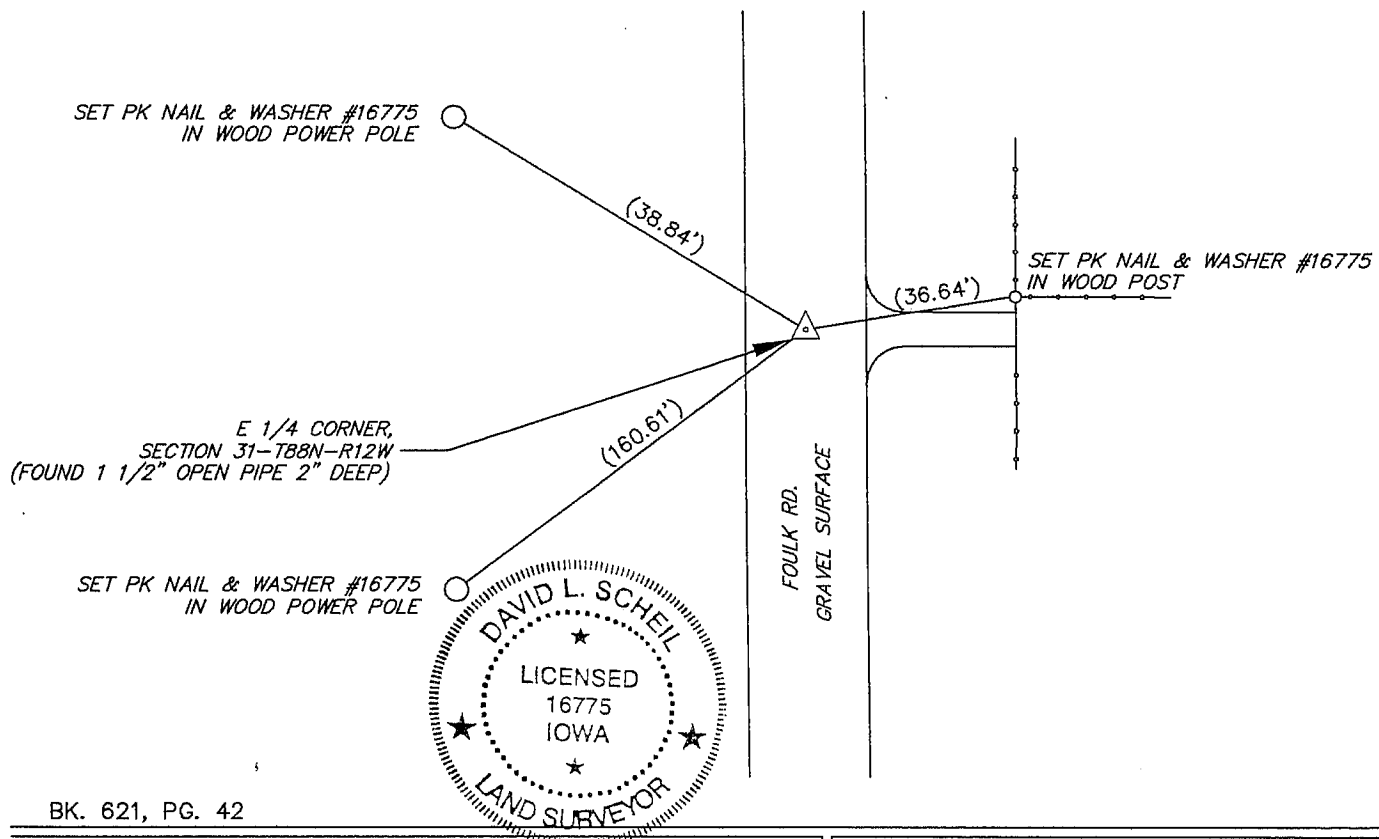 SET PK NAIL & WASHER #16775
IN WOOD POWER POLE
(38.84')
SET PK NAIL & WASHER #16775
IN WOOD POST
(36.64')
E 1/4 CORNER,
SECTION 31-T88N-R12W
(FOUND 1 1/2" OPEN PIPE 2" DEEP)
(160.61')
FOULK RD.
GRAVEL SURFACE
SET PK NAIL & WASHER #16775
IN WOOD POWER POLE
DAVID L. SCHEIL
LICENSED
16775
IOWA
LAND SURVEYOR
BK. 621, PG. 42